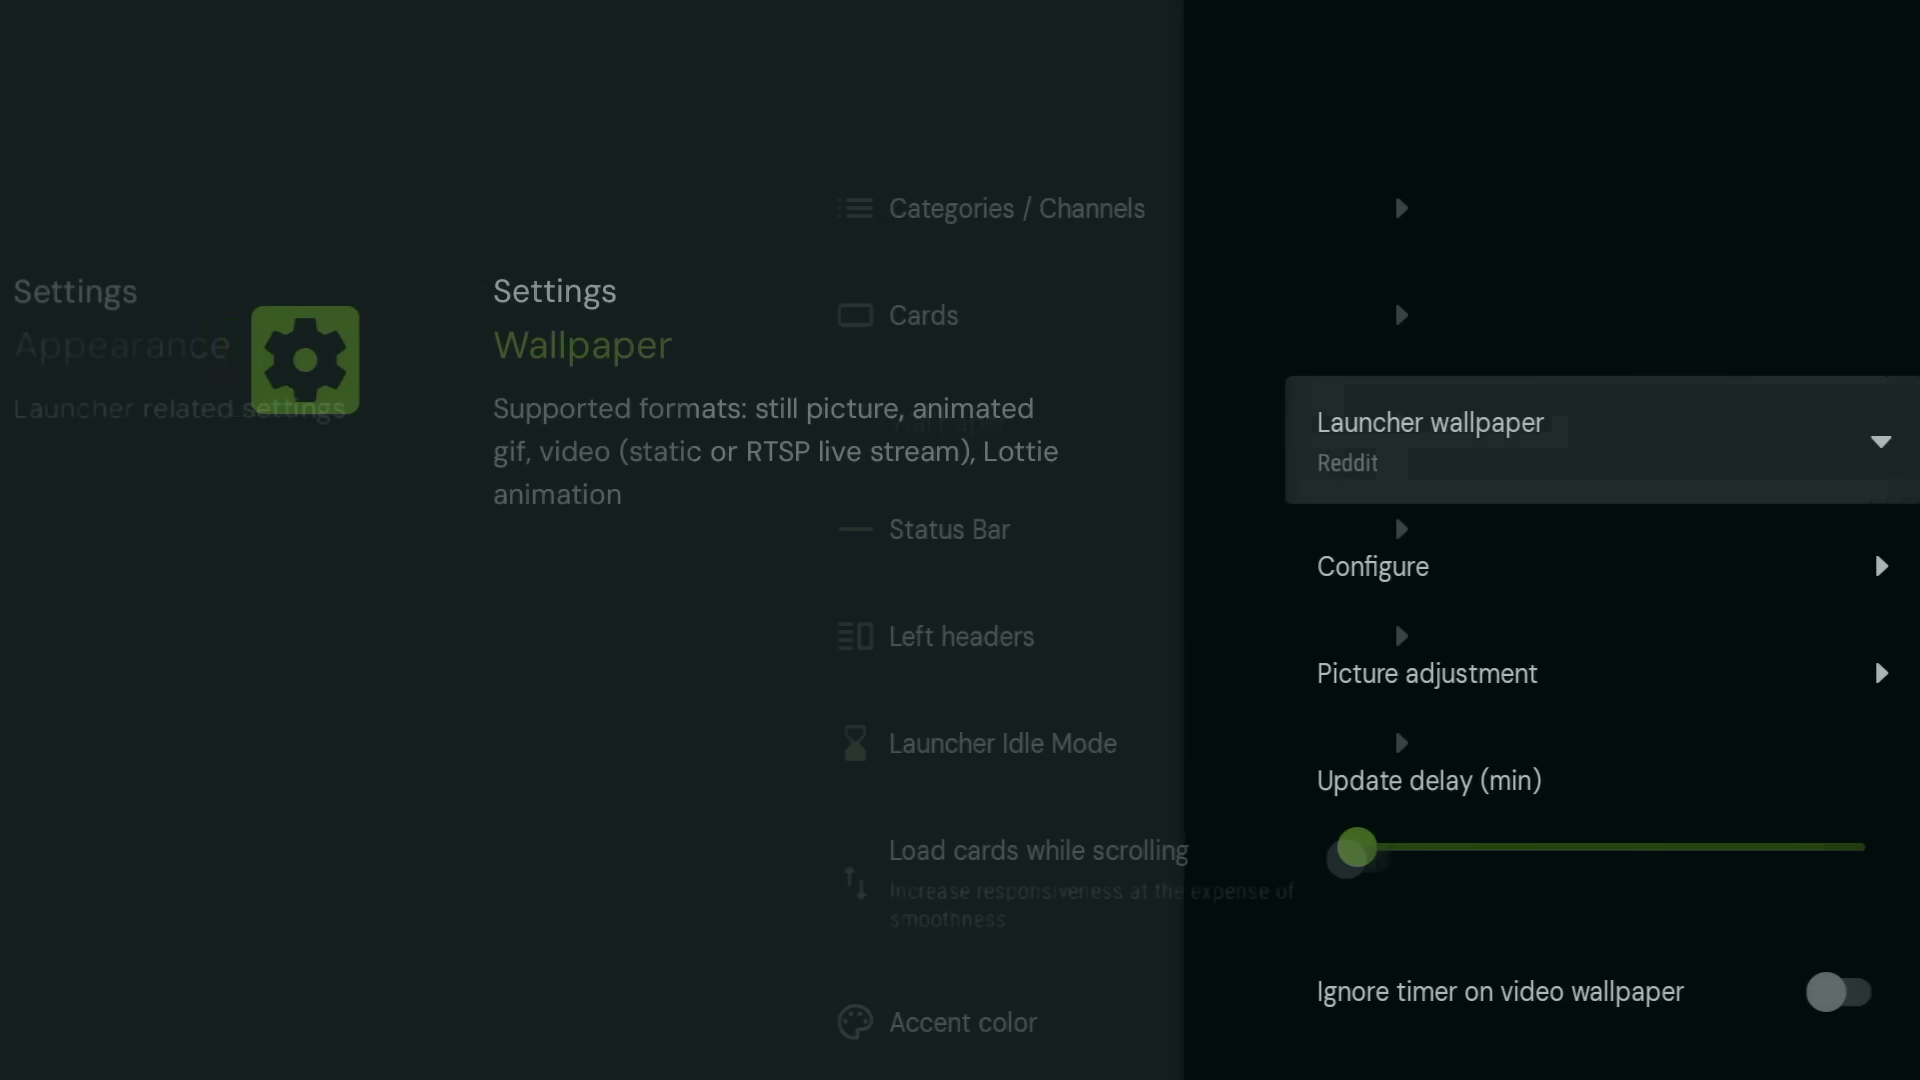 Settings
Appearance
Launcher related settings
Settings
Wallpaper
Supported formats: still picture, animated
gif, video (static or RTSP live stream), Lottie
animation
Categories / Channels
Cards
Status Bar
Left headers
Launcher Idle Mode
Load cards while scrolling
Increase responsiveness at the expense of
smoothness
Accent color
Launcher wallpaper
Reddit
Configure
Picture adjustment
Update delay (min)
Ignore timer on video wallpaper